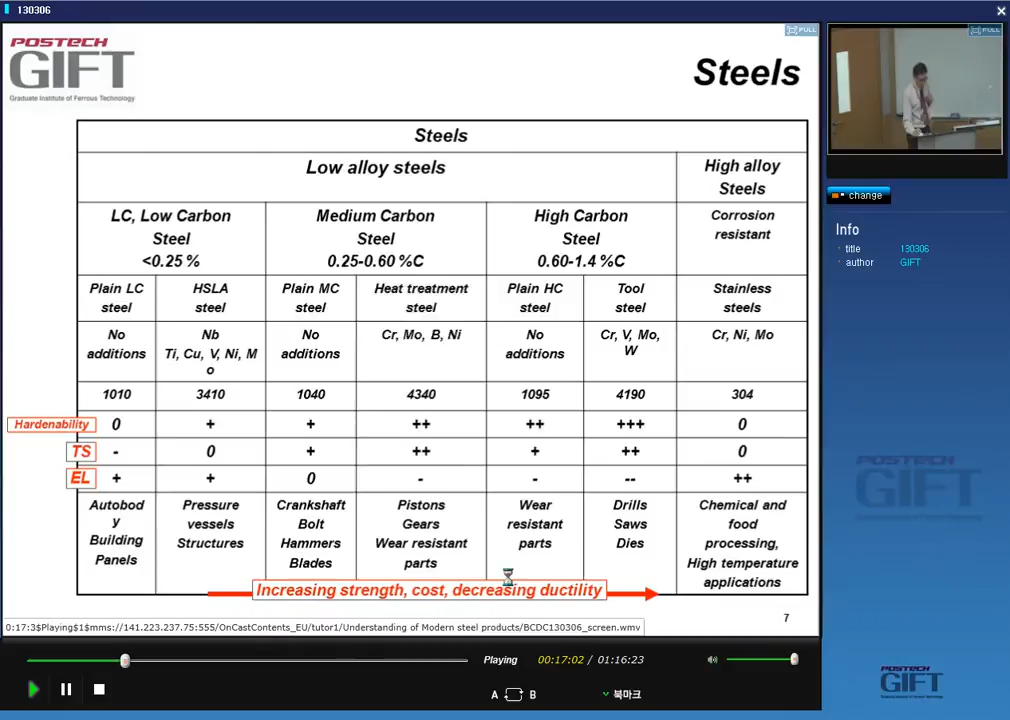 130306
POSTECH
GIFT
Graduate Institute of Ferrous Technology
FULL
Steels
Steels
Low alloy steels
High alloy
Steels
LC, Low Carbon
Steel
<0.25 %
Medium Carbon
Steel
0.25-0.60 %C
High Carbon
Steel
0.60-1.4 %C
Corrosion
resistant
Plain LC
steel
HSLA
steel
Plain MC
steel
Heat treatment
steel
Plain HC
steel
Tool
steel
Stainless
steels
No
additions
Nb
Ti, Cu, V, Ni, M
o
No
additions
Cr, Mo, B, Ni
No
additions
Cr, V, Mo,
W
Cr, Ni, Mo
1010 3410 1040 4340 1095 4190 304
Hardenability 0 + + ++ ++ +++ 0
TS - 0 + ++ + ++ 0
EL + + 0 - - -- ++
Autobod
y
Building
Panels
Pressure
vessels
Structures
Crankshaft
Bolt
Hammers
Blades
Pistons
Gears
Wear resistant
parts
Wear
resistant
parts
Drills
Saws
Dies
Chemical and
food
processing,
High temperature
applications
Increasing strength, cost, decreasing ductility
7
0:17:3$Playing$1$mms://141.223.237.75:555/OnCastContents_EU/tutor1/Understanding of Modern steel products/BCDC130306_screen.wmv
Playing 00:17:02 / 01:16:23
A B 북마크
FULL
change
Info
title 130306
author GIFT
POSTECH
GIFT
POSTECH
GIFT